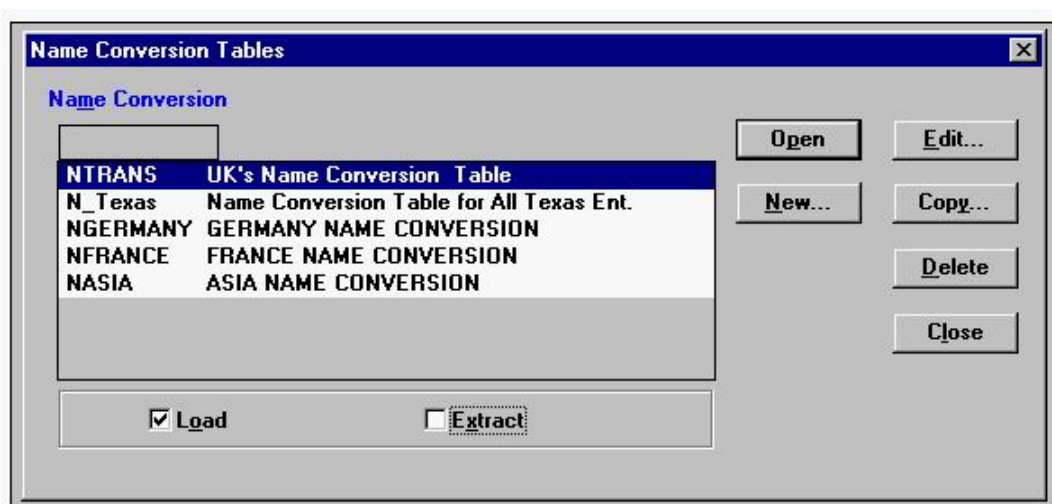 Name Conversion Tables
Name Conversion
Open
Edit...
NTRANS UK's Name Conversion Table
N_Texas Name Conversion Table for All Texas Ent.
New...
Copy...
NGERMANY GERMANY NAME CONVERSION
NFRANCE FRANCE NAME CONVERSION
Delete
NASIA ASIA NAME CONVERSION
Close
Load
Extract